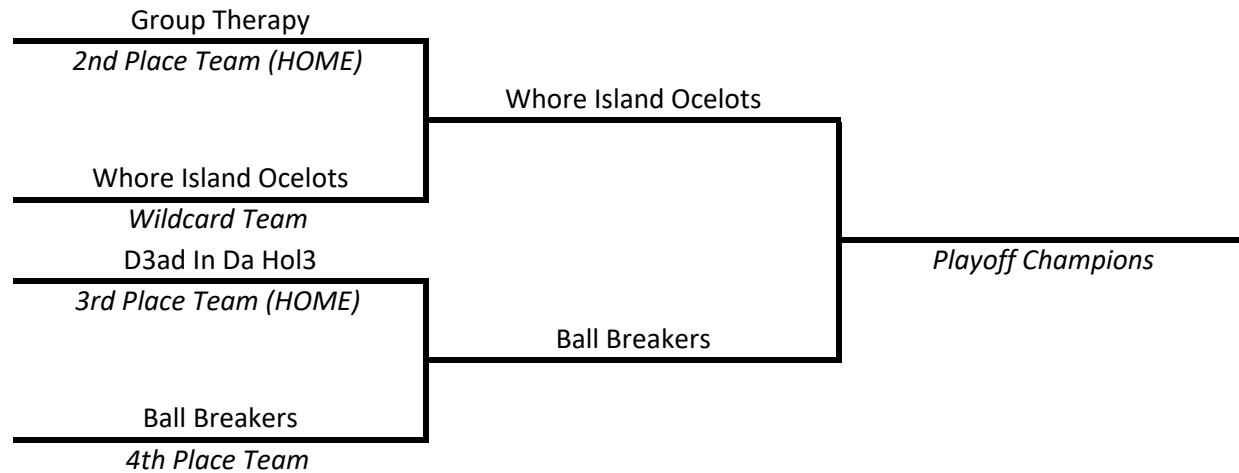 Group Therapy
2nd Place Team (HOME)
Whore Island Ocelots
Whore Island Ocelots
Wildcard Team
D3ad In Da Hol3
Playoff Champions
3rd Place Team (HOME)
Ball Breakers
Ball Breakers
4th Place Team